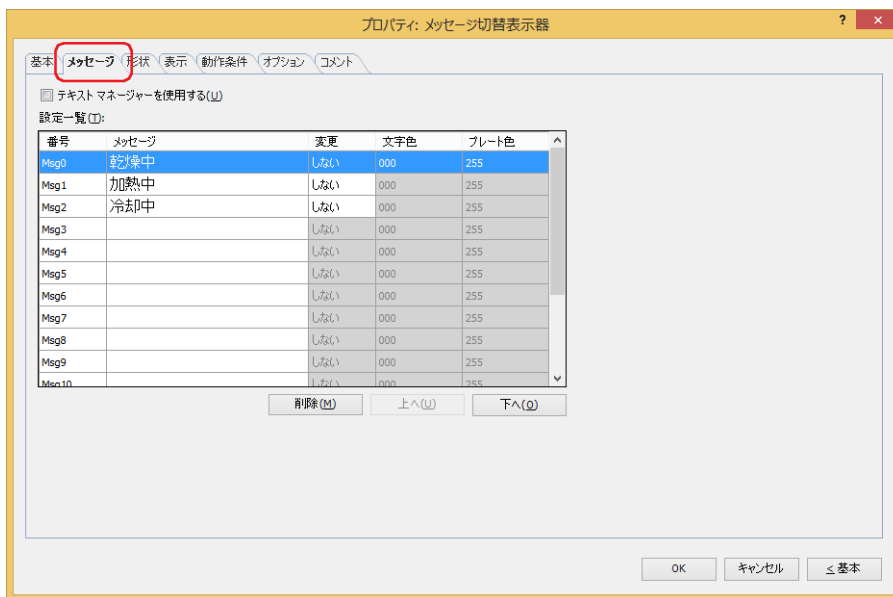 プロパティ: メッセージ切替表示器
?
×
基本 メッセージ 形状 表示 動作条件 オプション コメント
テキスト マネージャーを使用する(U)
設定一覧(T):
番号 メッセージ 変更 文字色 プレート色
Msg0 乾燥中 しない 000 255
Msg1 加熱中 しない 000 255
Msg2 冷却中 しない 000 255
Msg3 しない 000 255
Msg4 しない 000 255
Msg5 しない 000 255
Msg6 しない 000 255
Msg7 しない 000 255
Msg8 しない 000 255
Msg9 しない 000 255
Msg10 しない 000 255
削除(M) 上へ(U) 下へ(O)
OK キャンセル < 基本